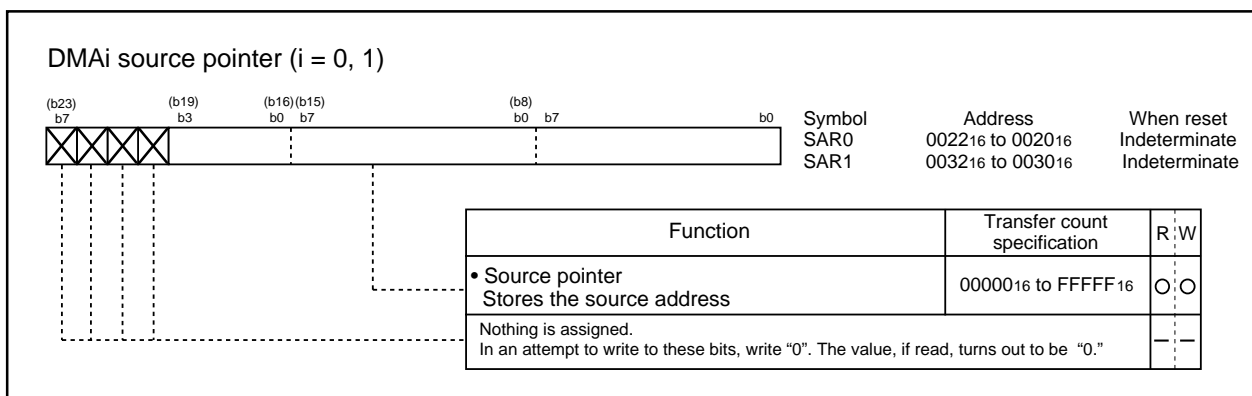 DMAi source pointer (i = 0, 1)
(b23) (b19) (b16)(b15) (b8)
b7 b3 b0 b7 b0 b7 b0
Symbol Address When reset
SAR0 002216 to 002016 Indeterminate
SAR1 003216 to 003016 Indeterminate
Function Transfer count specification R W
• Source pointer
Stores the source address 0000016 to FFFFF16
Nothing is assigned.
In an attempt to write to these bits, write “0”. The value, if read, turns out to be “0.”